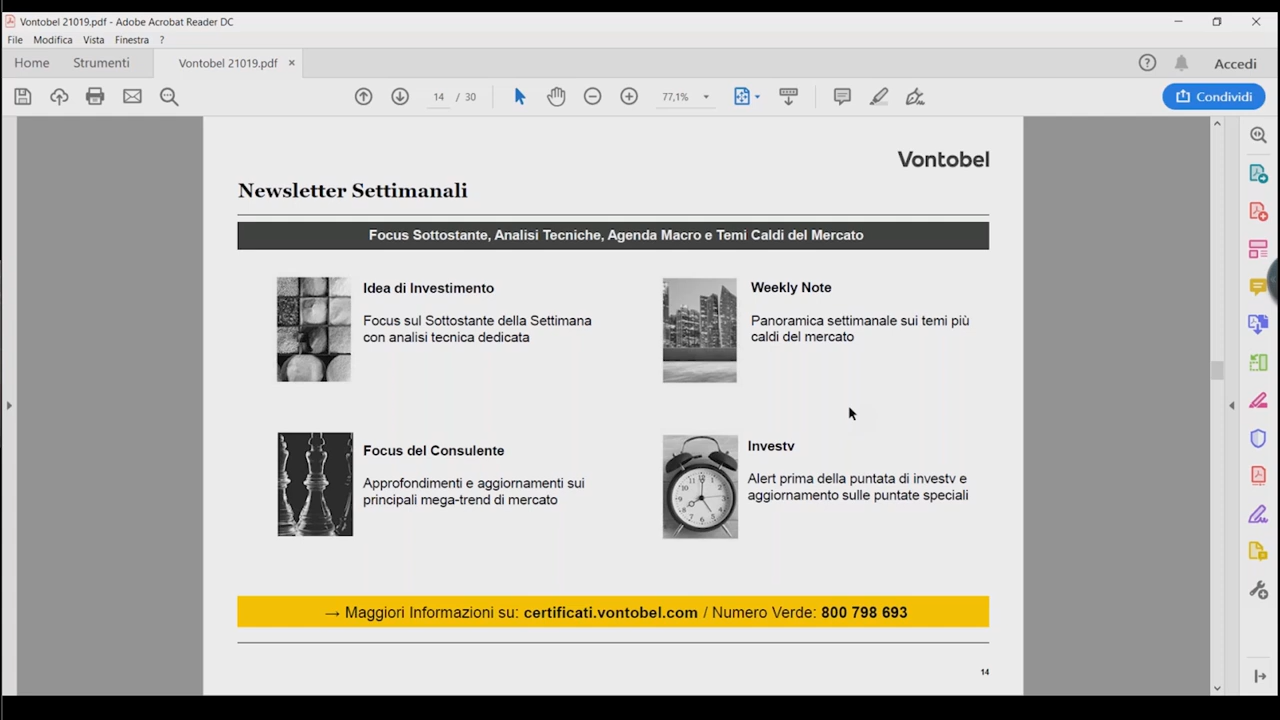 Vontobel 21019.pdf - Adobe Acrobat Reader DC
File Modifica Vista Finestra ?
Home Strumenti Vontobel 21019.pdf × Accedi
14 / 30 77,1% Condividi
Vontobel
Newsletter Settimanali
Focus Sottostante, Analisi Tecniche, Agenda Macro e Temi Caldi del Mercato
Idea di Investimento
Focus sul Sottostante della Settimana
con analisi tecnica dedicata
Weekly Note
Panoramica settimanale sui temi più
caldi del mercato
Focus del Consulente
Approfondimenti e aggiornamenti sui
principali mega-trend di mercato
Investv
Alert prima della puntata di investv e
aggiornamento sulle puntate speciali
→ Maggiori Informazioni su: certificati.vontobel.com / Numero Verde: 800 798 693
14